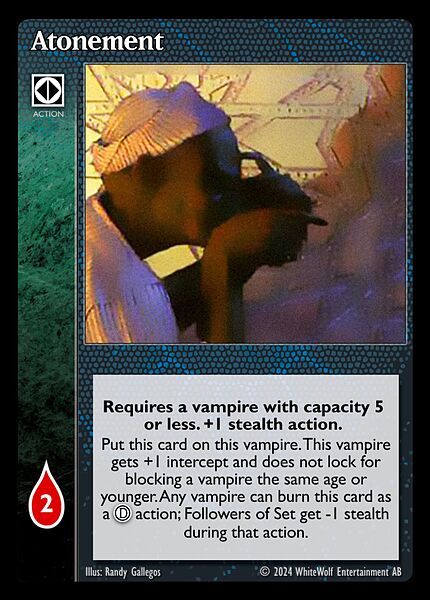 Atonement
ACTION
Requires a vampire with capacity 5
or less. +1 stealth action.
Put this card on this vampire. This vampire
gets +1 intercept and does not lock for
blocking a vampire the same age or
younger. Any vampire can burn this card as
a Ⓓ action; Followers of Set get -1 stealth
during that action.
2
Illus: Randy Gallegos © 2024 WhiteWolf Entertainment AB